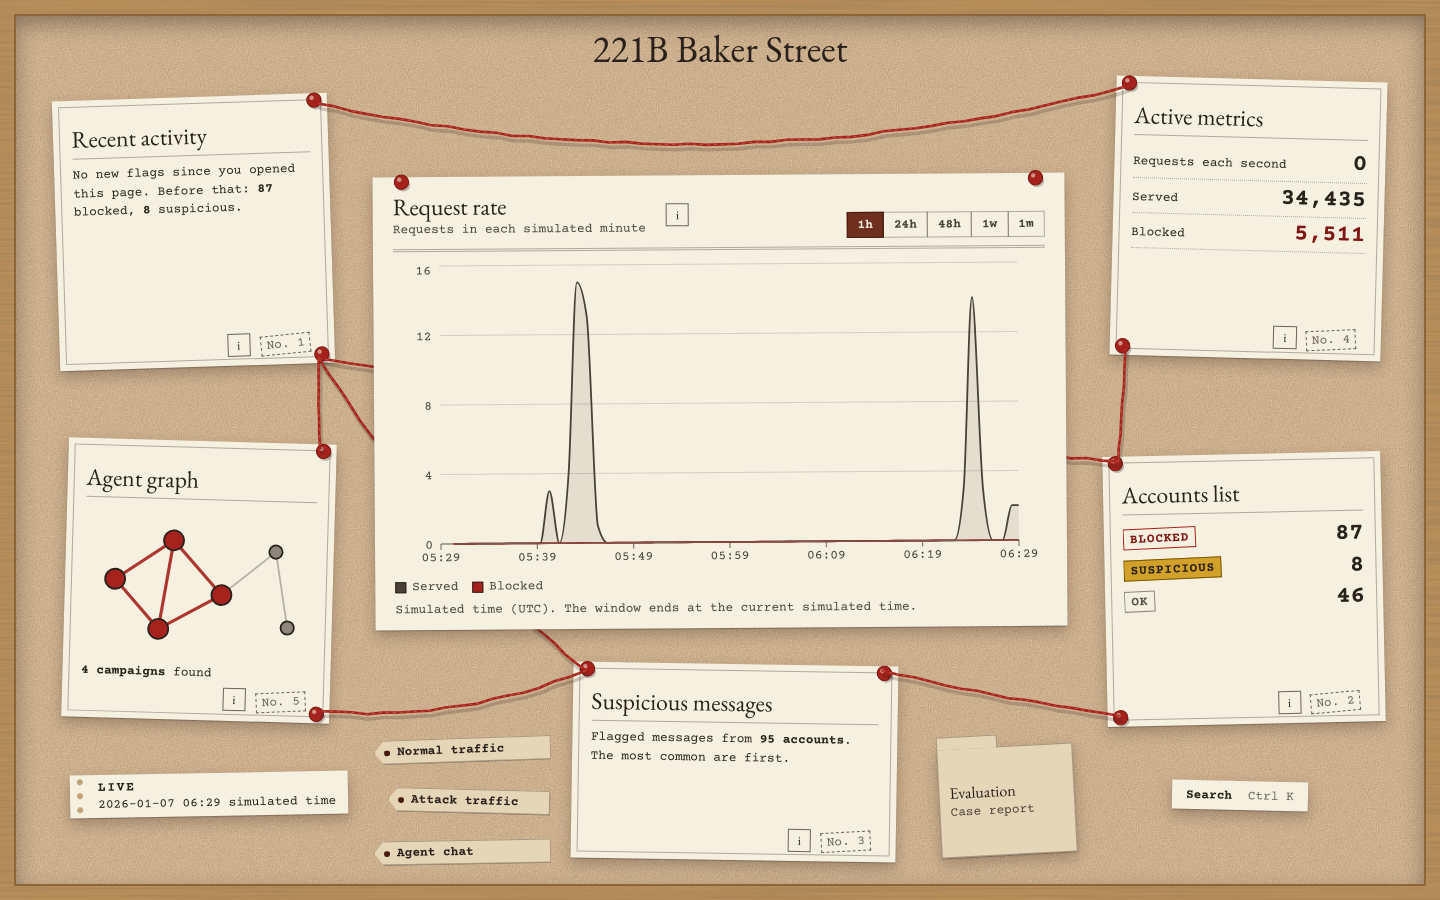 221B Baker Street
Recent activity
No new flags since you opened
this page. Before that: 87
blocked, 8 suspicious.
i
No. 1
Request rate
Requests in each simulated minute
i
1h 24h 48h 1w 1m
16
12
8
4
0
05:29 05:39 05:49 05:59 06:09 06:19 06:29
Served Blocked
Simulated time (UTC). The window ends at the current simulated time.
Active metrics
Requests each second 0
Served 34,435
Blocked 5,511
i
No. 4
Agent graph
4 campaigns found
i
No. 5
Accounts list
BLOCKED 87
SUSPICIOUS 8
OK 46
i
No. 2
Suspicious messages
Flagged messages from 95 accounts.
The most common are first.
i
No. 3
LIVE
2026-01-07 06:29 simulated time
Normal traffic
Attack traffic
Agent chat
Evaluation
Case report
Search Ctrl K